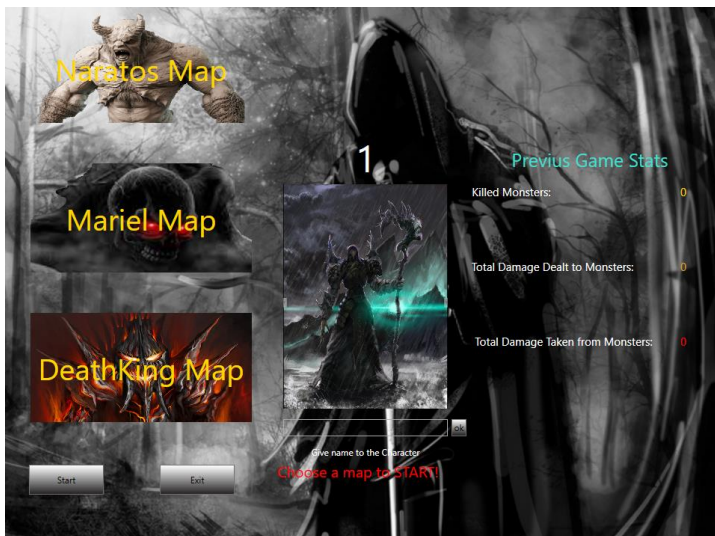 Naratos Map
Mariel Map
DeathKing Map
Start
Exit
1
ok
Give name to the Character
Choose a map to START!
Previus Game Stats
Killed Monsters: 0
Total Damage Dealt to Monsters: 0
Total Damage Taken from Monsters: 0